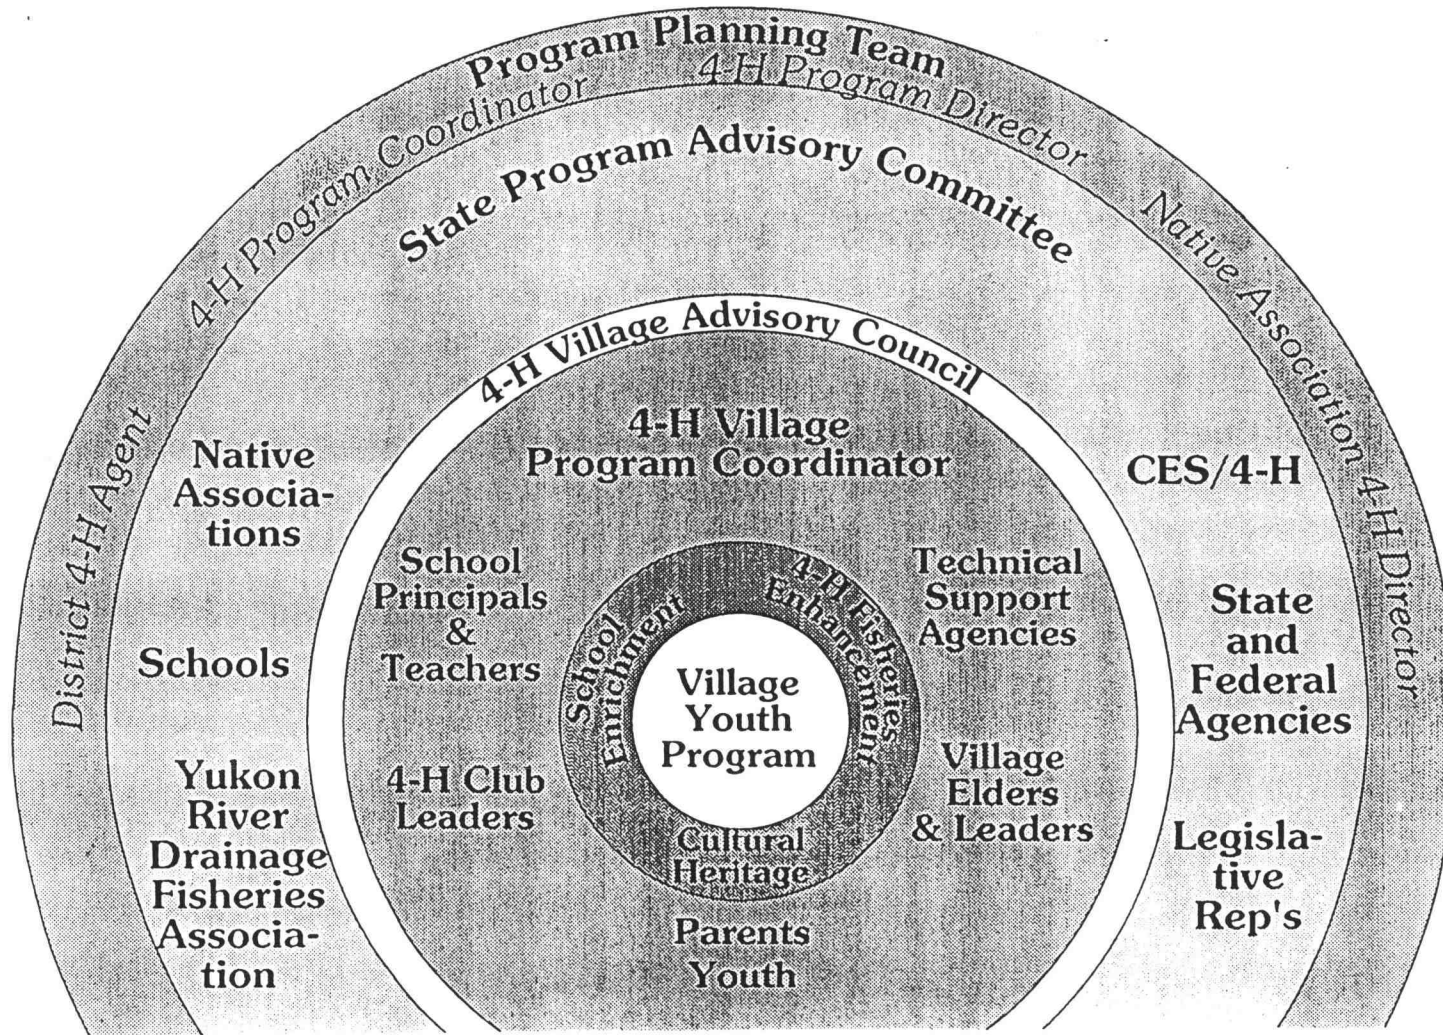 Program Planning Team
4-H Program Coordinator
4-H Program Director
District 4-H Agent
Native Association 4-H Director
State Program Advisory Committee
Native
Associa-
tions
Schools
Yukon
River
Drainage
Fisheries
Associa-
tion
CES/4-H
State
and
Federal
Agencies
Legisla-
tive
Rep's
4-H Village Advisory Council
4-H Village
Program Coordinator
School
Principals
&
Teachers
4-H Club
Leaders
Technical
Support
Agencies
Village
Elders
& Leaders
Parents
Youth
School
Enrichment
4-H Fisheries
Enhancement
Cultural
Heritage
Village
Youth
Program